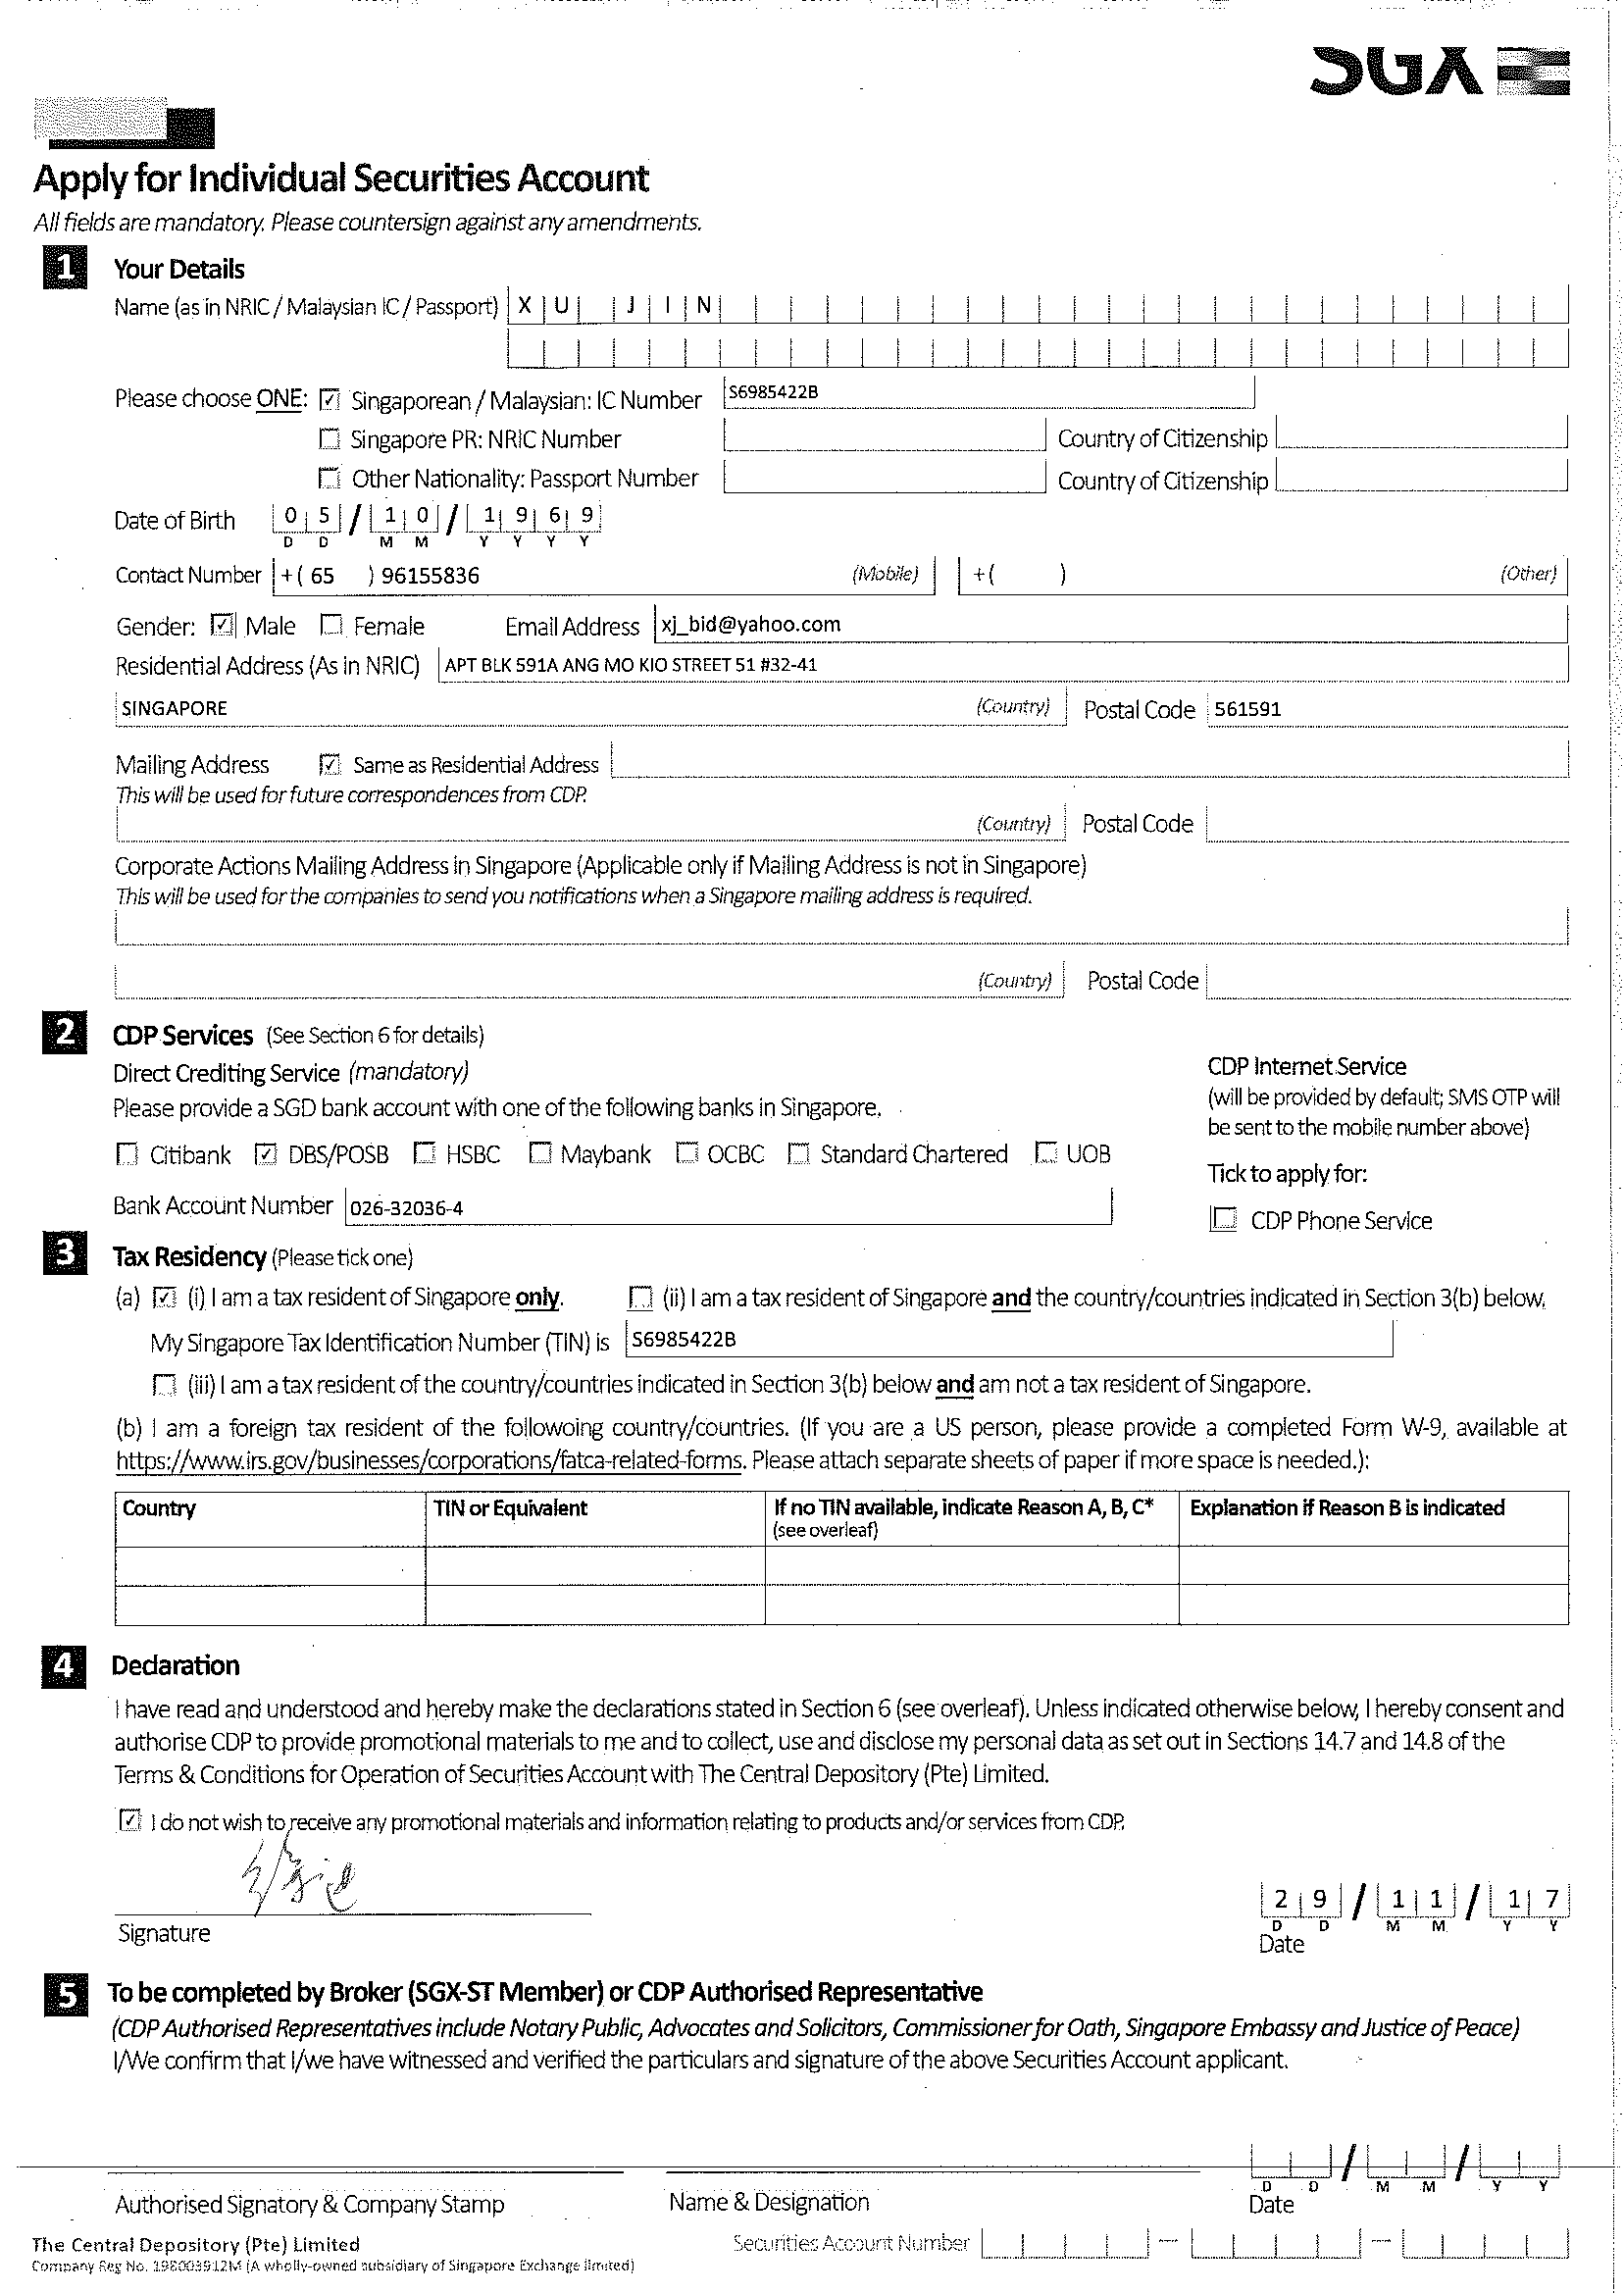 SGX
Apply for Individual Securities Account
All fields are mandatory. Please countersign against any amendments.
1 Your Details
Name (as in NRIC / Malaysian IC / Passport) XU JIN
Please choose ONE: ☑ Singaporean / Malaysian: IC Number S6985422B
☐ Singapore PR: NRIC Number Country of Citizenship
☐ Other Nationality: Passport Number Country of Citizenship
Date of Birth 05 / 10 / 1969
D D M M Y Y Y Y
Contact Number +( 65 ) 96155836 (Mobile) +( ) (Other)
Gender: ☑ Male ☐ Female Email Address xj_bid@yahoo.com
Residential Address (As in NRIC) APT BLK 591A ANG MO KIO STREET 51 #32-41
SINGAPORE (Country) Postal Code 561591
Mailing Address ☑ Same as Residential Address
This will be used for future correspondences from CDP.
(Country) Postal Code
Corporate Actions Mailing Address in Singapore (Applicable only if Mailing Address is not in Singapore)
This will be used for the companies to send you notifications when a Singapore mailing address is required.
(Country) Postal Code
2 CDP Services (See Section 6 for details)
Direct Crediting Service (mandatory)
Please provide a SGD bank account with one of the following banks in Singapore.
☐ Citibank ☑ DBS/POSB ☐ HSBC ☐ Maybank ☐ OCBC ☐ Standard Chartered ☐ UOB
Bank Account Number 026-32036-4
CDP Internet Service
(will be provided by default; SMS OTP will
be sent to the mobile number above)
Tick to apply for:
☐ CDP Phone Service
3 Tax Residency (Please tick one)
(a) ☑ (i) I am a tax resident of Singapore only. ☐ (ii) I am a tax resident of Singapore and the country/countries indicated in Section 3(b) below.
My Singapore Tax Identification Number (TIN) is S6985422B
☐ (iii) I am a tax resident of the country/countries indicated in Section 3(b) below and am not a tax resident of Singapore.
(b) I am a foreign tax resident of the followoing country/countries. (If you are a US person, please provide a completed Form W-9, available at
https://www.irs.gov/businesses/corporations/fatca-related-forms. Please attach separate sheets of paper if more space is needed.):
Country TIN or Equivalent If no TIN available, indicate Reason A, B, C* Explanation if Reason B is indicated
(see overleaf)
4 Declaration
I have read and understood and hereby make the declarations stated in Section 6 (see overleaf). Unless indicated otherwise below, I hereby consent and
authorise CDP to provide promotional materials to me and to collect, use and disclose my personal data as set out in Sections 14.7 and 14.8 of the
Terms & Conditions for Operation of Securities Account with The Central Depository (Pte) Limited.
☑ I do not wish to receive any promotional materials and information relating to products and/or services from CDP.
29 / 11 / 17
D D M M Y Y
Signature Date
5 To be completed by Broker (SGX-ST Member) or CDP Authorised Representative
(CDP Authorised Representatives include Notary Public, Advocates and Solicitors, Commissioner for Oath, Singapore Embassy and Justice of Peace)
I/We confirm that I/we have witnessed and verified the particulars and signature of the above Securities Account applicant.
/ /
D D M M Y Y
Authorised Signatory & Company Stamp Name & Designation Date
The Central Depository (Pte) Limited Securities Account Number
Company Reg No. 198003912M (A wholly-owned subsidiary of Singapore Exchange limited)